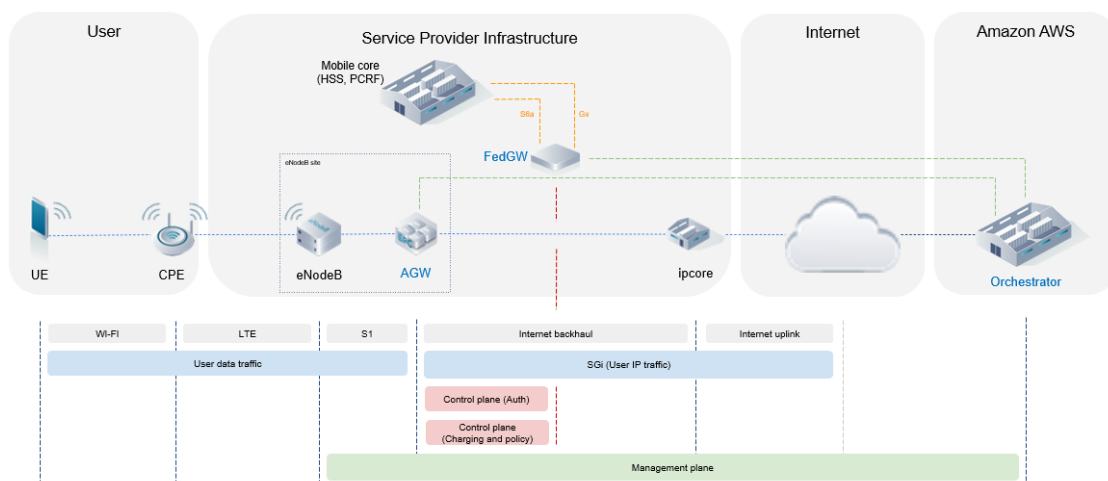 User
Service Provider Infrastructure
Internet
Amazon AWS
Mobile core
(HSS, PCRF)
S6a
Gx
FedGW
eNodeB site
eNodeB
UE
CPE
eNodeB
AGW
ipcore
Orchestrator
WI-FI
LTE
S1
Internet backhaul
Internet uplink
User data traffic
SGi (User IP traffic)
Control plane (Auth)
Control plane
(Charging and policy)
Management plane